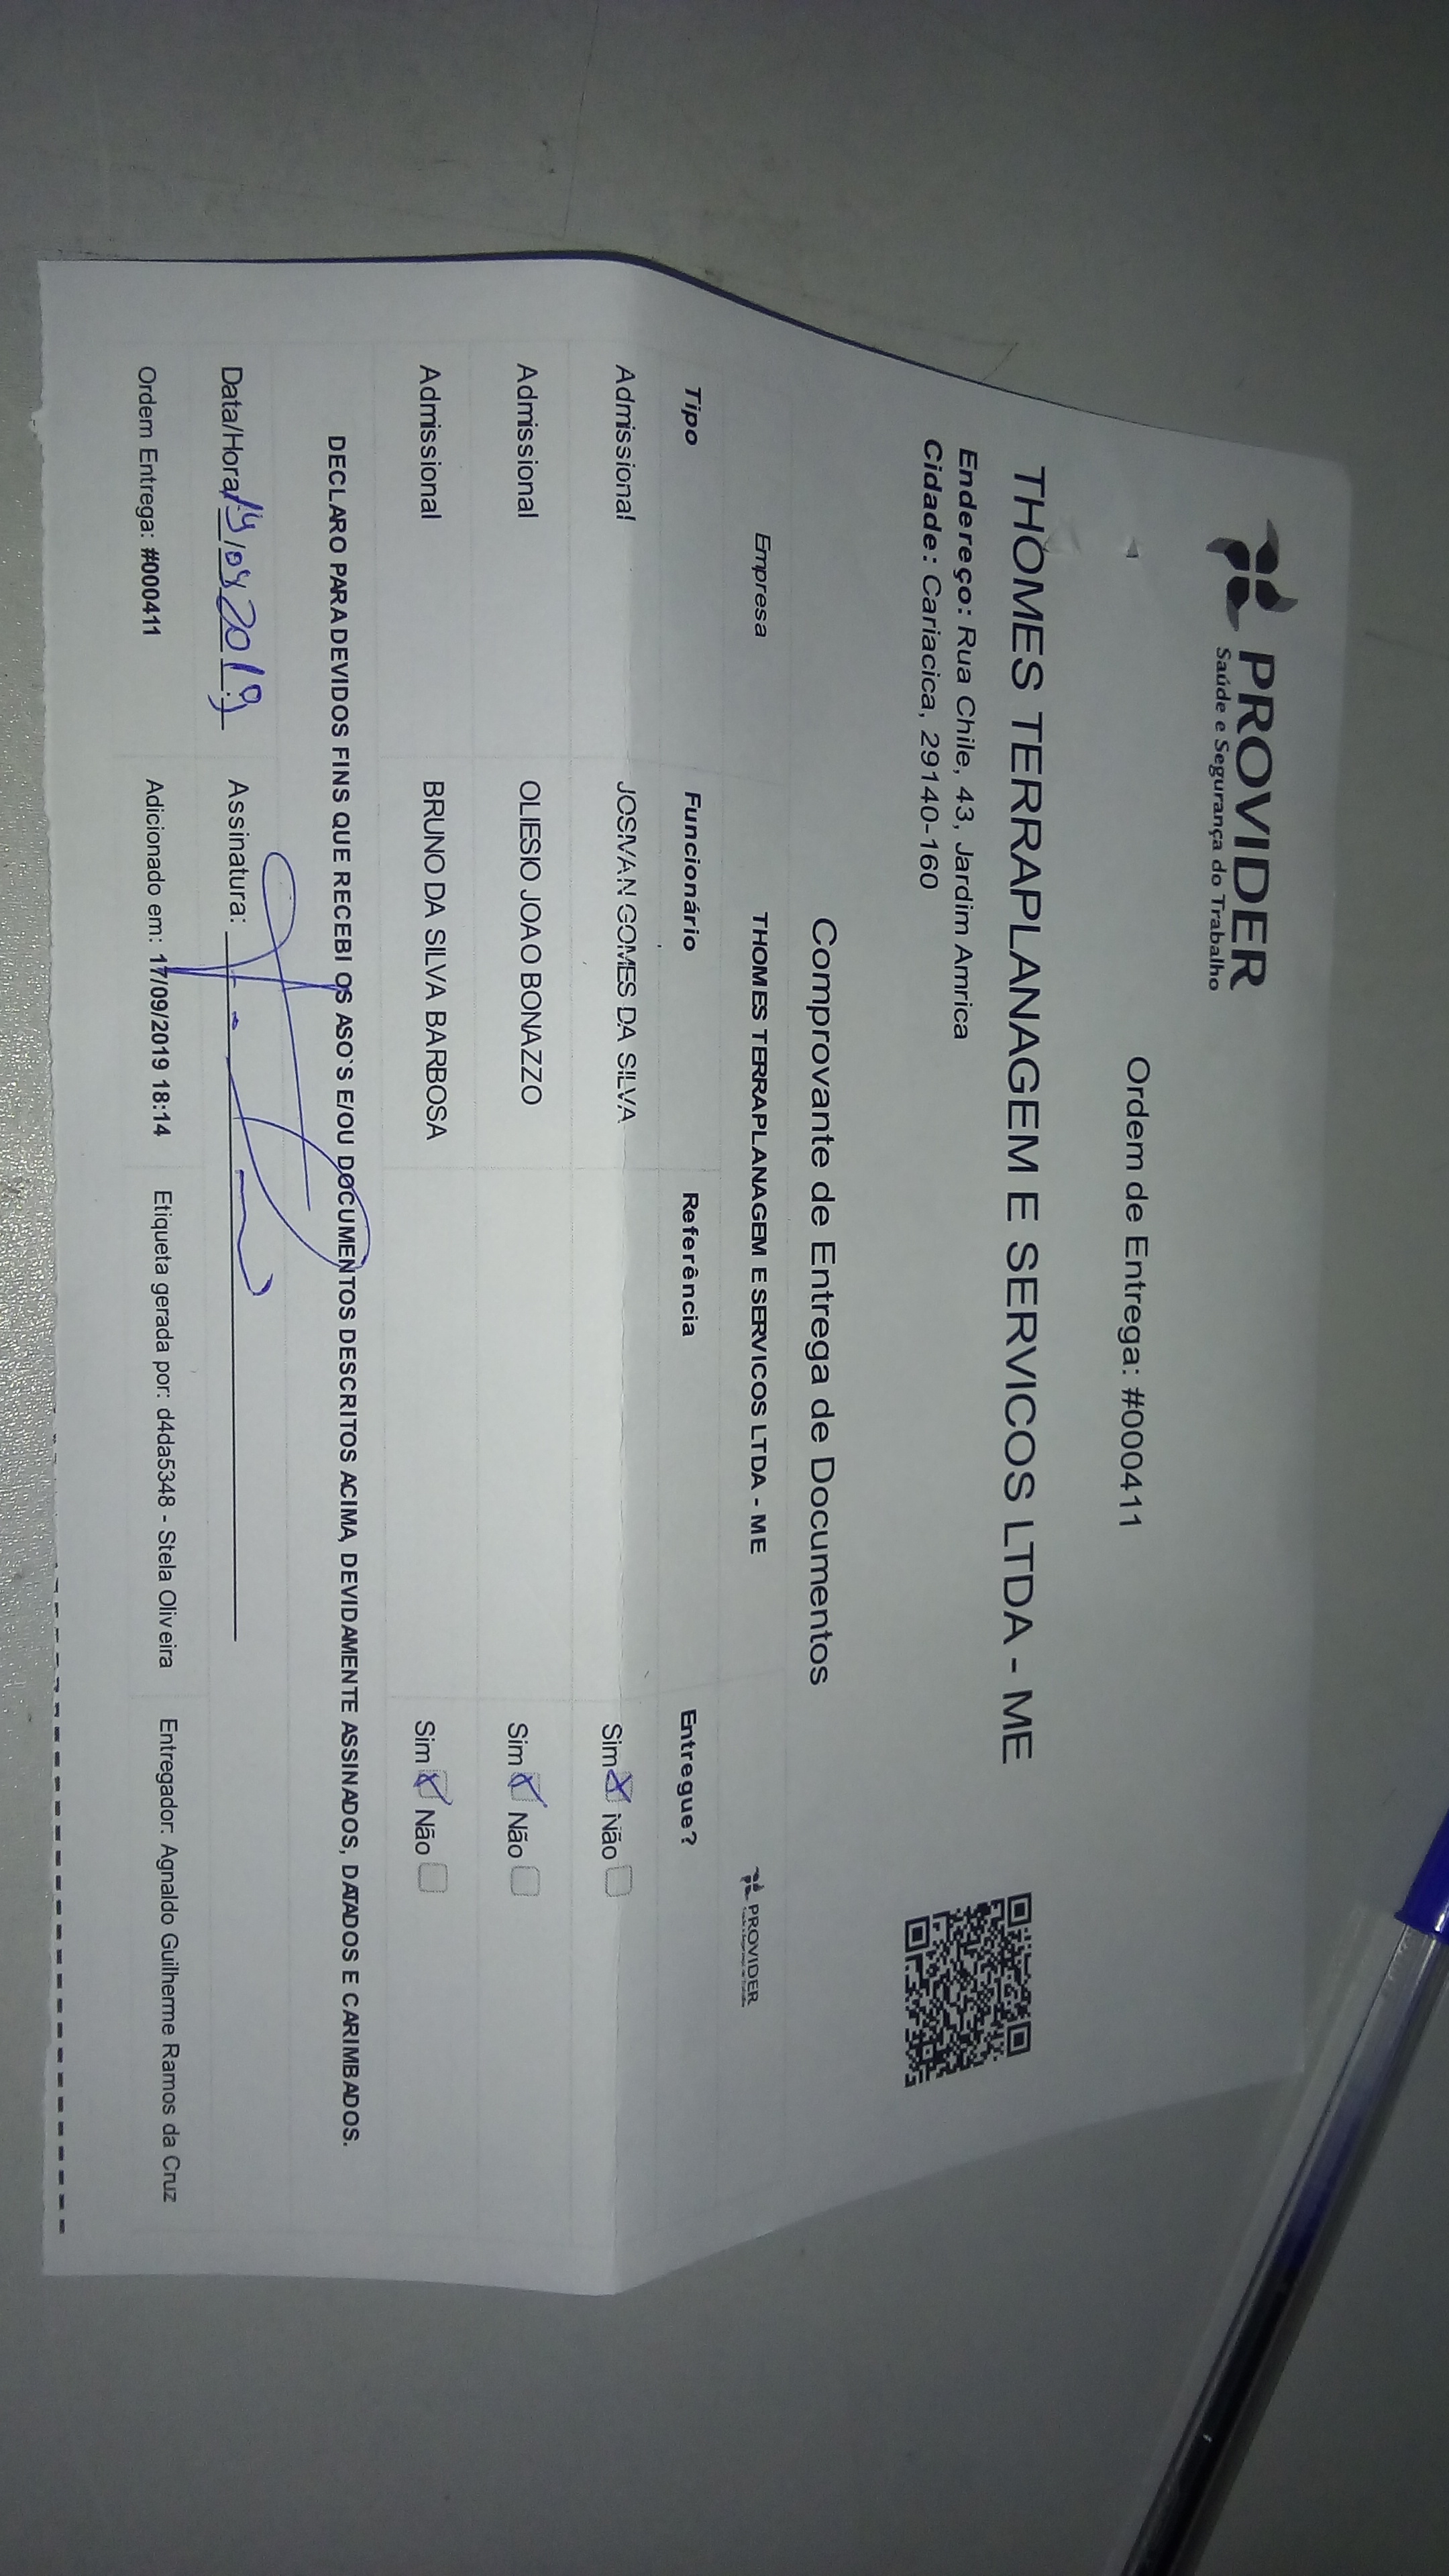 PROVIDER
Saúde e Segurança do Trabalho
Ordem de Entrega: #000411
THOMES TERRAPLANAGEM E SERVICOS LTDA - ME
Endereço: Rua Chile, 43, Jardim Amrica
Cidade: Cariacica, 29140-160
Comprovante de Entrega de Documentos
Empresa THOMES TERRAPLANAGEM E SERVICOS LTDA - ME PROVIDER
Tipo Funcionário Referência Entregue?
Admissional JOSIVAN GOMES DA SILVA Sim Não
Admissional OLIESIO JOAO BONAZZO Sim Não
Admissional BRUNO DA SILVA BARBOSA Sim Não
DECLARO PARA DEVIDOS FINS QUE RECEBI OS ASO`S E/OU DOCUMENTOS DESCRITOS ACIMA, DEVIDAMENTE ASSINADOS, DATADOS E CARIMBADOS.
Data/Hora 2019 Assinatura:
Ordem Entrega: #000411 Adicionado em: 17/09/2019 18:14 Etiqueta gerada por: d4da5348 - Stela Oliveira Entregador: Agnaldo Guilherme Ramos da Cruz